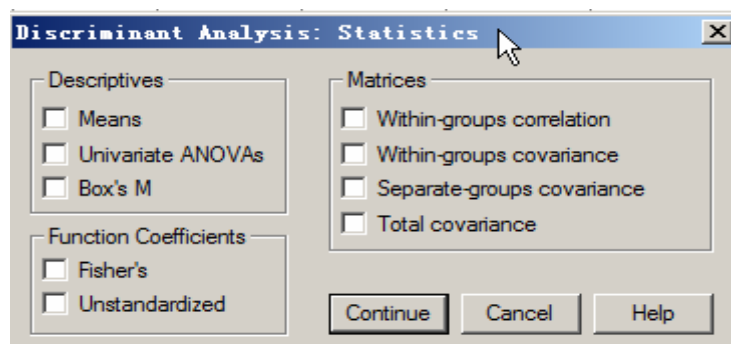 Discriminant Analysis: Statistics
Descriptives
Means
Univariate ANOVAs
Box's M
Function Coefficients
Fisher's
Unstandardized
Matrices
Within-groups correlation
Within-groups covariance
Separate-groups covariance
Total covariance
Continue
Cancel
Help